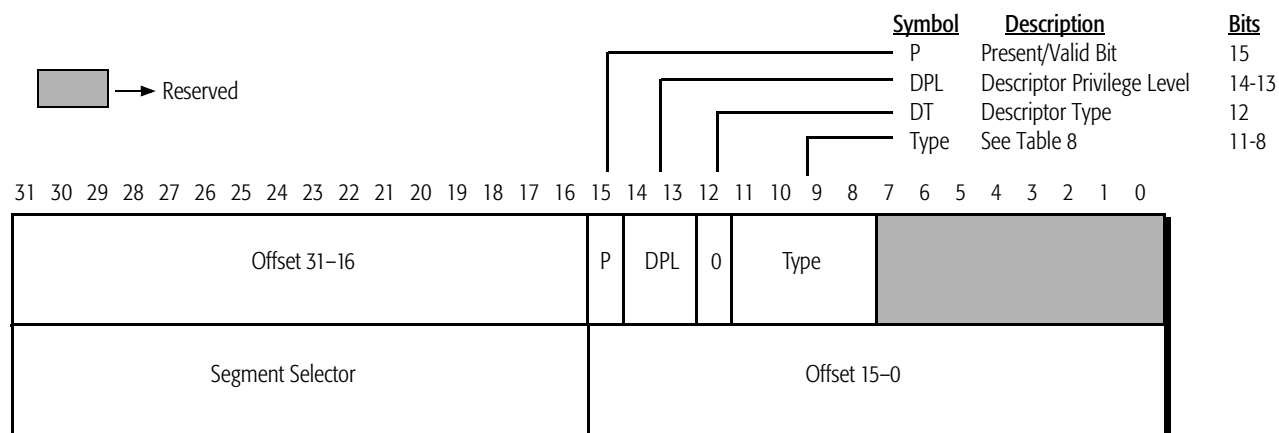 Symbol Description Bits
P Present/Valid Bit 15
DPL Descriptor Privilege Level 14-13
DT Descriptor Type 12
Type See Table 8 11-8
Reserved
31 30 29 28 27 26 25 24 23 22 21 20 19 18 17 16 15 14 13 12 11 10 9 8 7 6 5 4 3 2 1 0
Offset 31–16 P DPL 0 Type
Segment Selector Offset 15–0